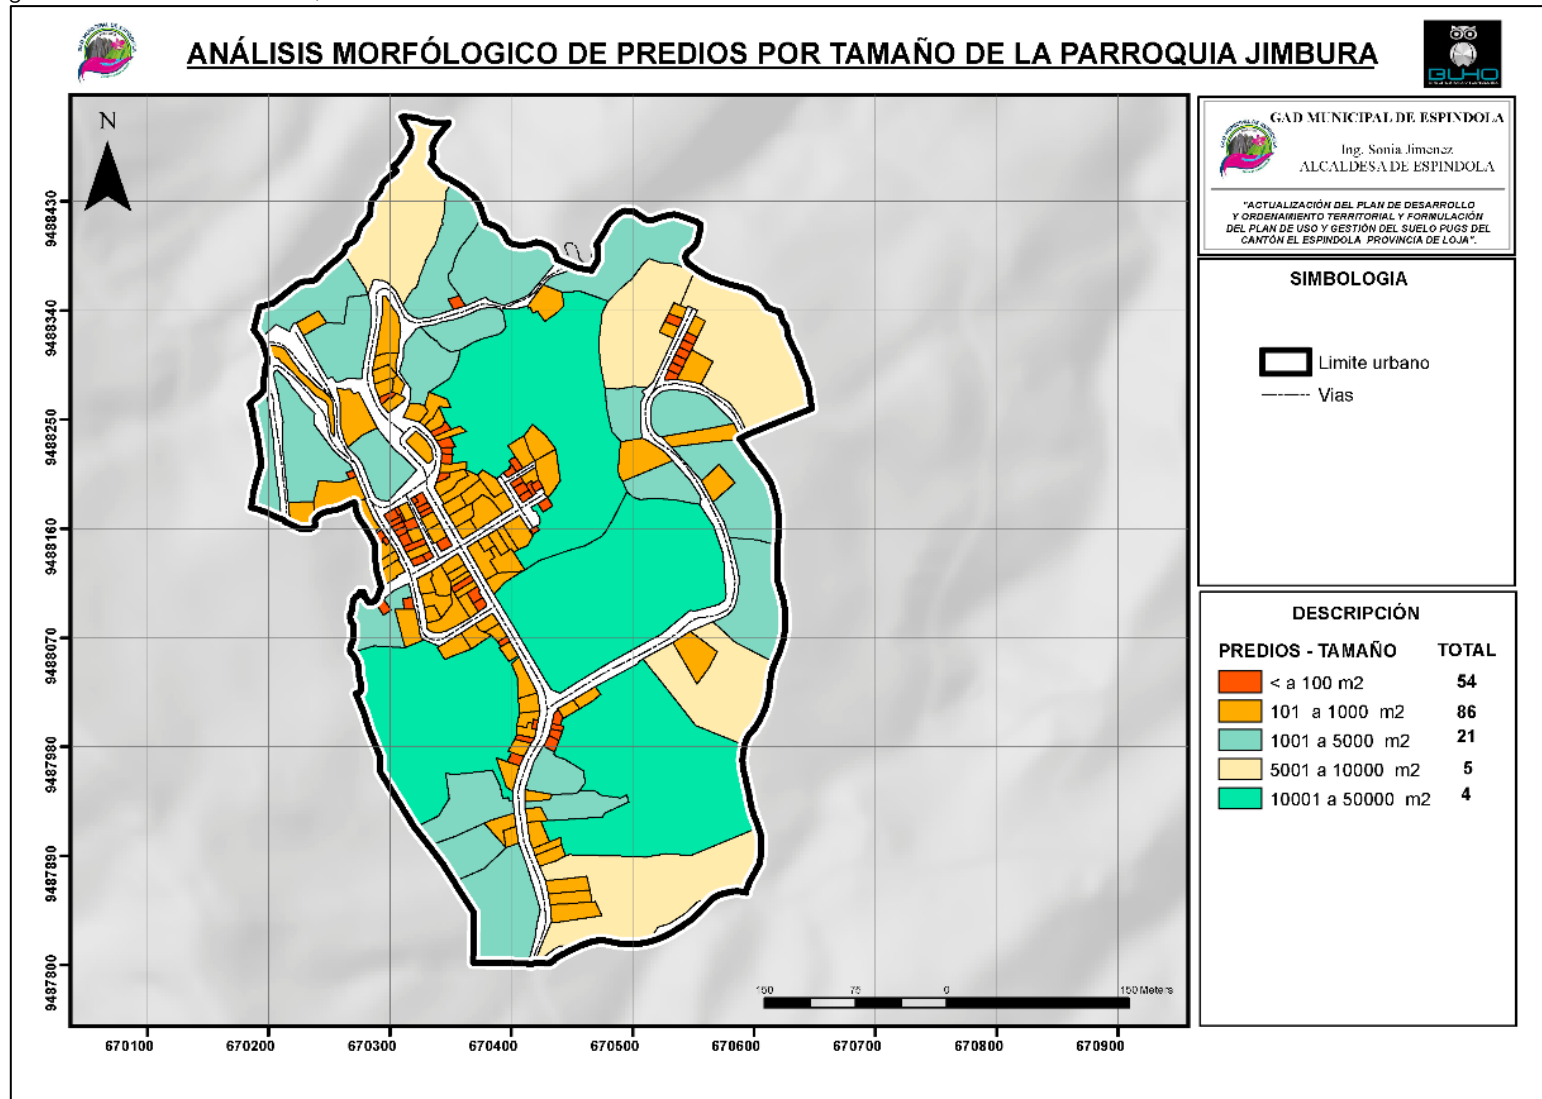 ANÁLISIS MORFÓLOGICO DE PREDIOS POR TAMAÑO DE LA PARROQUIA JIMBURA
BUHO
N
9488430
9488340
9488250
9488160
9488070
9487980
9487890
9487800
670100
670200
670300
670400
670500
670600
670700
670800
670900
150
75
0
150 Meters
GAD MUNICIPAL DE ESPINDOLA
Ing. Sonia Jimenez
ALCALDESA DE ESPINDOLA
"ACTUALIZACIÓN DEL PLAN DE DESARROLLO
Y ORDENAMIENTO TERRITORIAL Y FORMULACIÓN
DEL PLAN DE USO Y GESTIÓN DEL SUELO PUGS DEL
CANTÓN EL ESPINDOLA PROVINCIA DE LOJA".
SIMBOLOGIA
Limite urbano
Vias
DESCRIPCIÓN
PREDIOS - TAMAÑO TOTAL
< a 100 m2 54
101 a 1000 m2 86
1001 a 5000 m2 21
5001 a 10000 m2 5
10001 a 50000 m2 4